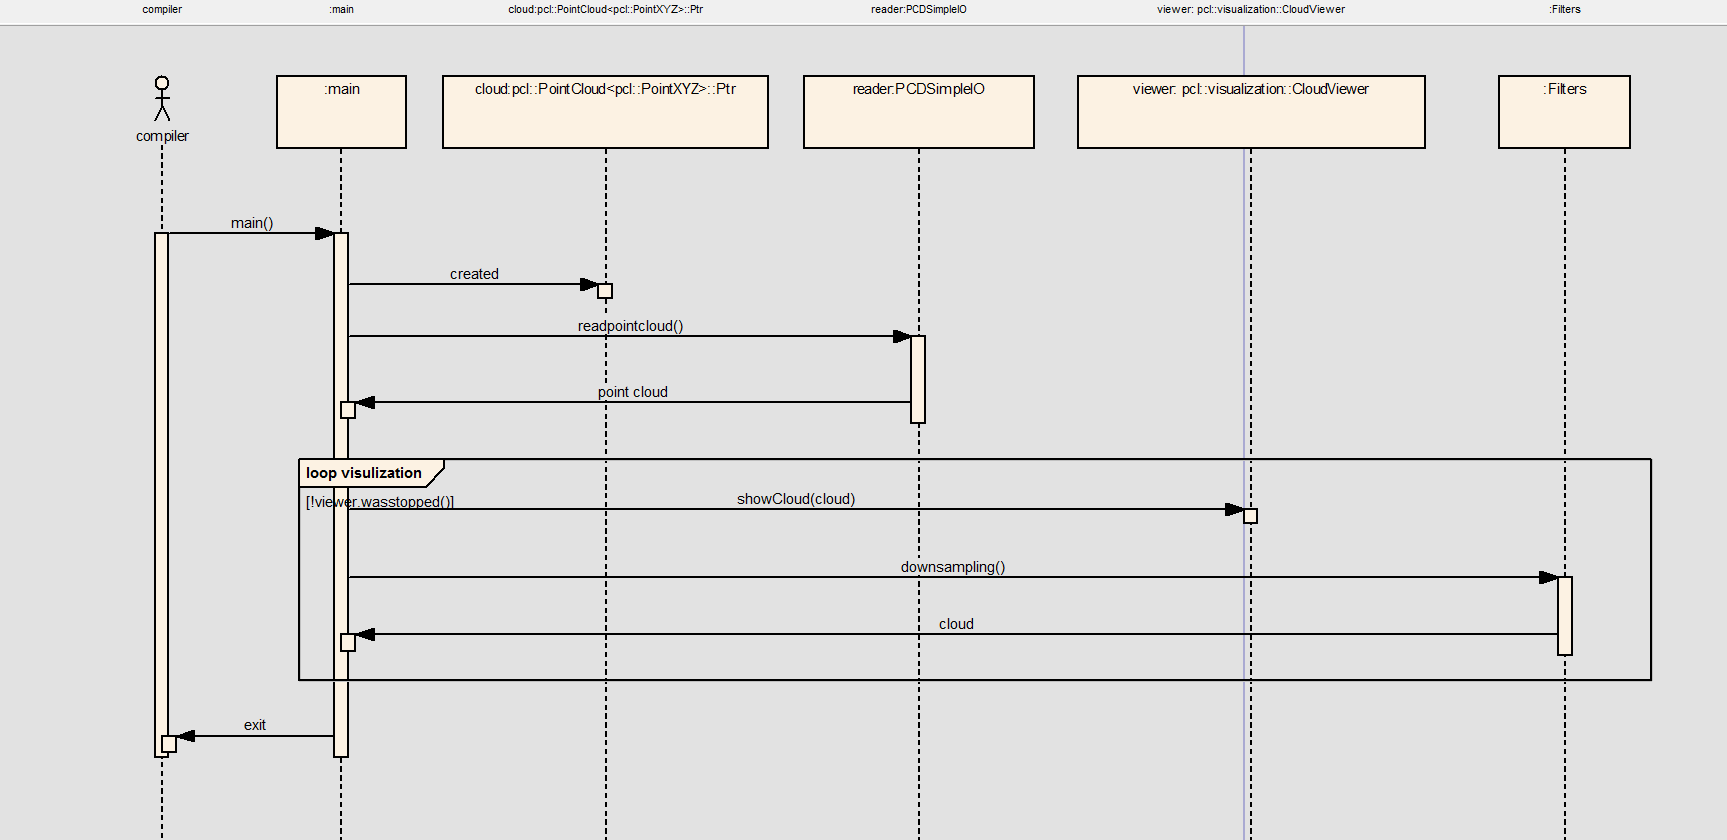 compiler
:main
cloud:pcl::PointCloud<pcl::PointXYZ>::Ptr
reader:PCDSimpleIO
viewer: pcl::visualization::CloudViewer
:Filters
:main
cloud:pcl::PointCloud<pcl::PointXYZ>::Ptr
reader:PCDSimpleIO
viewer: pcl::visualization::CloudViewer
:Filters
compiler
main()
created
readpointcloud()
point cloud
loop visulization
[!viewer.wasstopped()]
showCloud(cloud)
downsampling()
cloud
exit